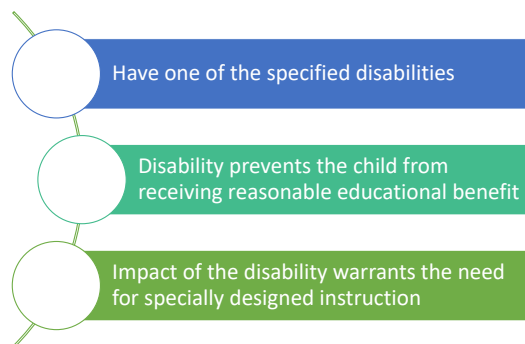 Have one of the specified disabilities
Disability prevents the child from
receiving reasonable educational benefit
Impact of the disability warrants the need
for specially designed instruction